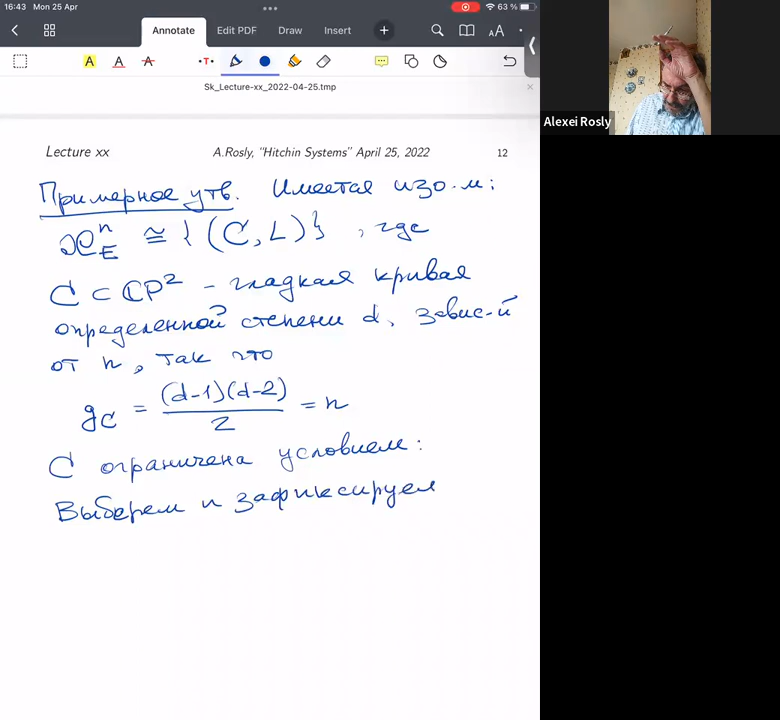 16:43 Mon 25 Apr
63 %
Annotate Edit PDF Draw Insert
A A A T AA
Sk_Lecture-xx_2022-04-25.tmp
Alexei Rosly
Lecture xx A.Rosly, "Hitchin Systems" April 25, 2022 12
Примерное утв. Имеется изо-м:
ℋ_E^n ≅ { (C, L) } , где
C ⊂ ℂP² - гладкая кривая
определенной степени d, завис-й
от n, так что
g_C = (d-1)(d-2)/2 = n
C ограничена условием:
Выберем и зафиксируем